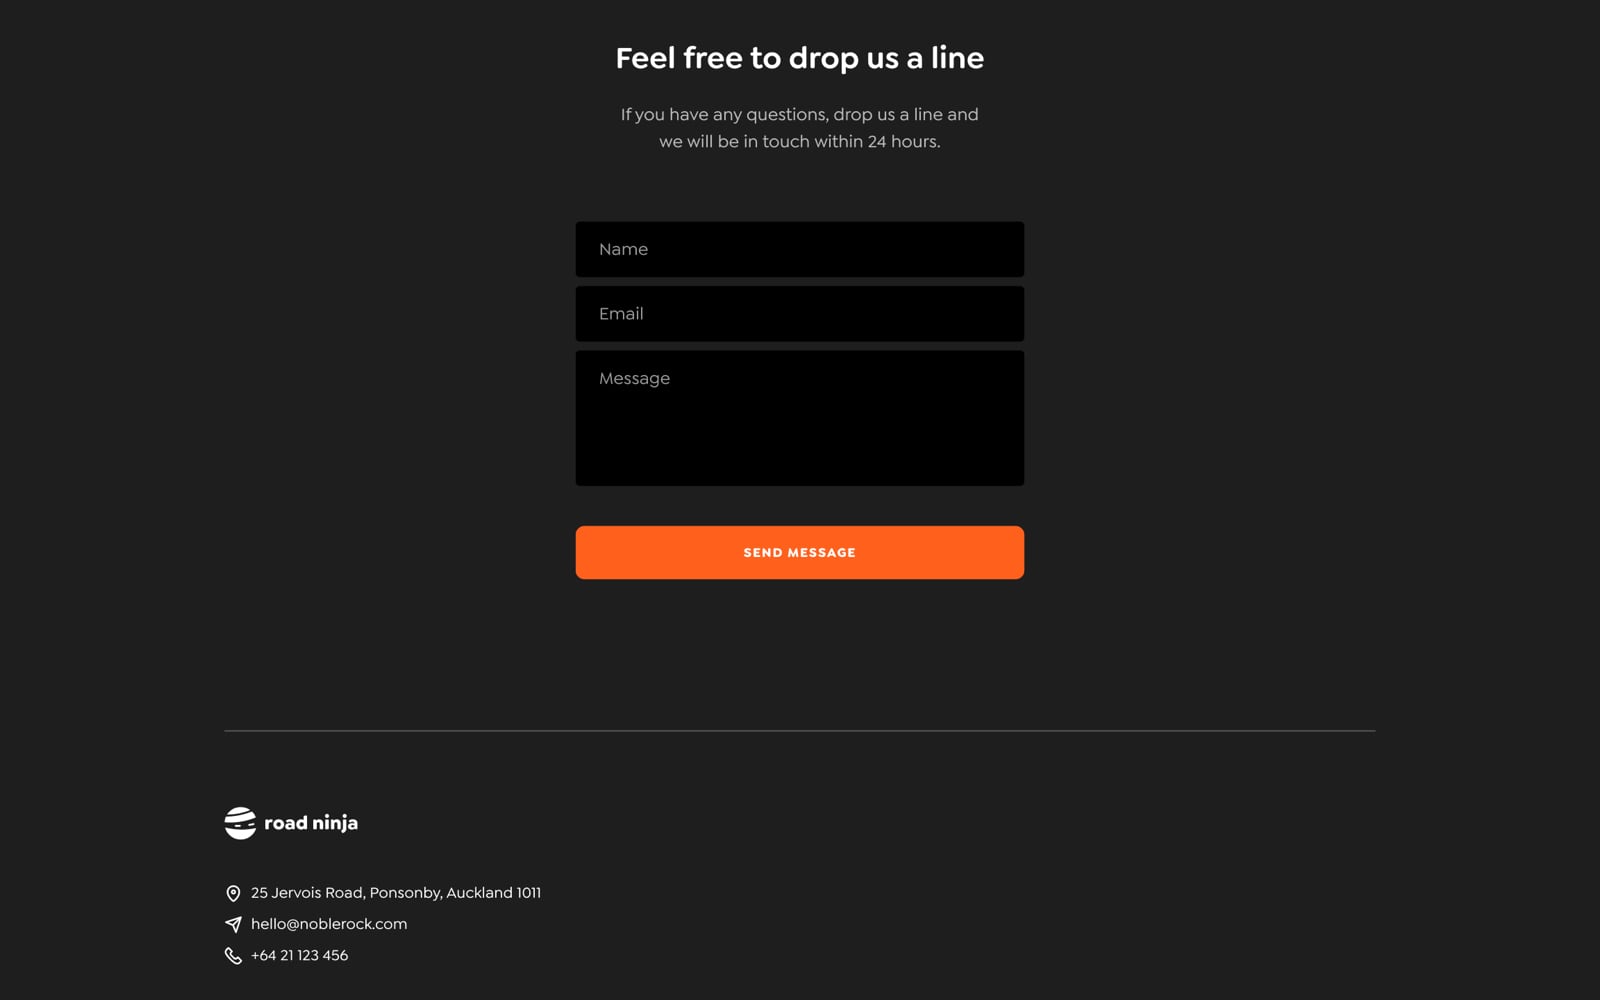 Feel free to drop us a line
If you have any questions, drop us a line and
we will be in touch within 24 hours.
Name
Email
Message
SEND MESSAGE
road ninja
25 Jervois Road, Ponsonby, Auckland 1011
hello@noblerock.com
+64 21 123 456